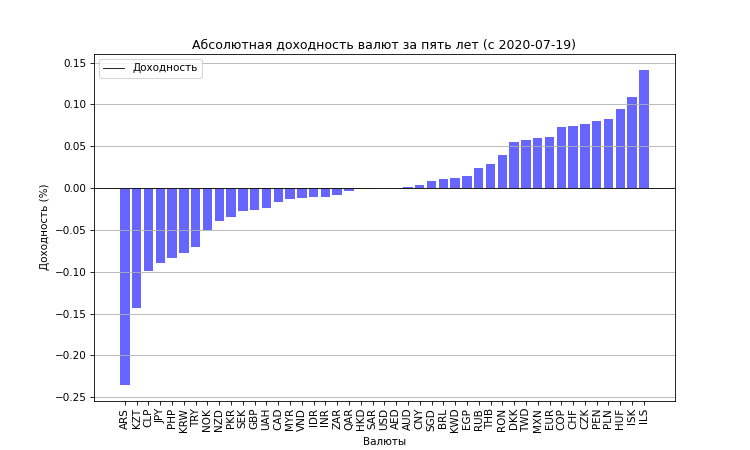 Абсолютная доходность валют за пять лет (с 2020-07-19)
Доходность
Доходность (%)
0.15
0.10
0.05
0.00
−0.05
−0.10
−0.15
−0.20
−0.25
ARS
KZT
CLP
JPY
PHP
KRW
TRY
NOK
NZD
PKR
SEK
GBP
UAH
CAD
MYR
VND
IDR
INR
ZAR
QAR
HKD
SAR
USD
AED
AUD
CNY
SGD
BRL
KWD
EGP
RUB
THB
RON
DKK
TWD
MXN
EUR
COP
CHF
CZK
PEN
PLN
HUF
ISK
ILS
Валюты